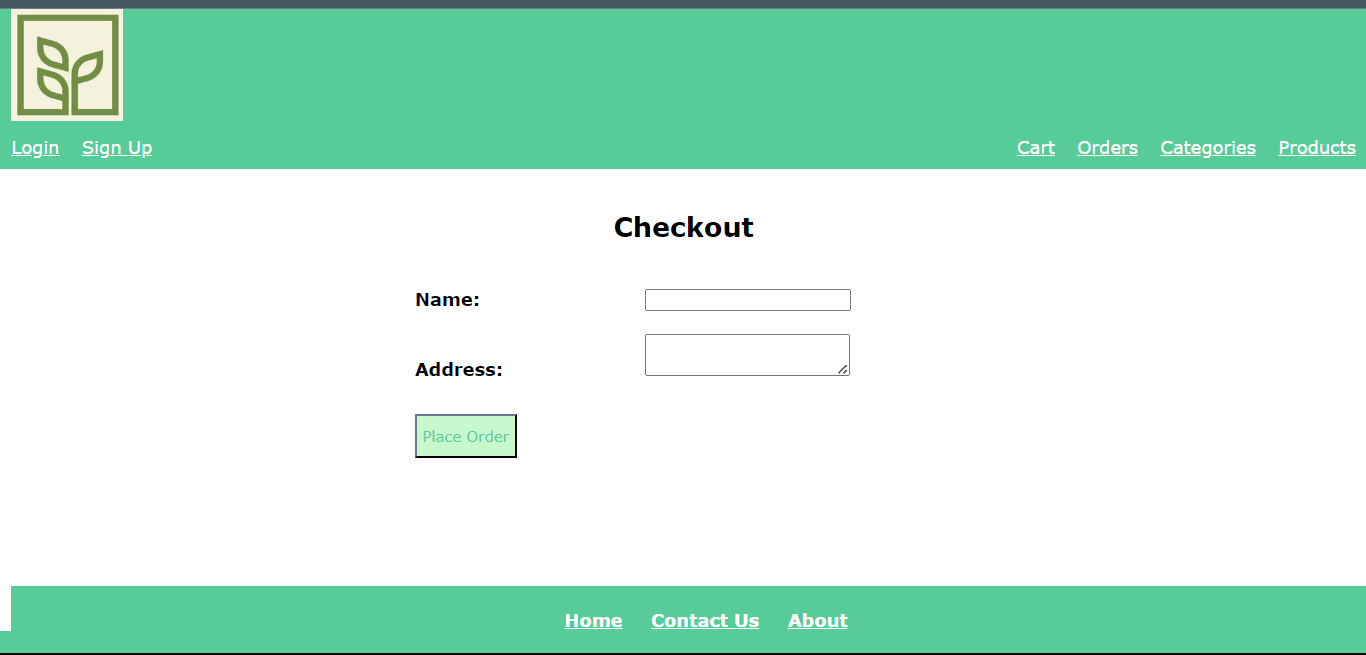 Login Sign Up Cart Orders Categories Products
Checkout
Name:
Address:
Place Order
Home Contact Us About